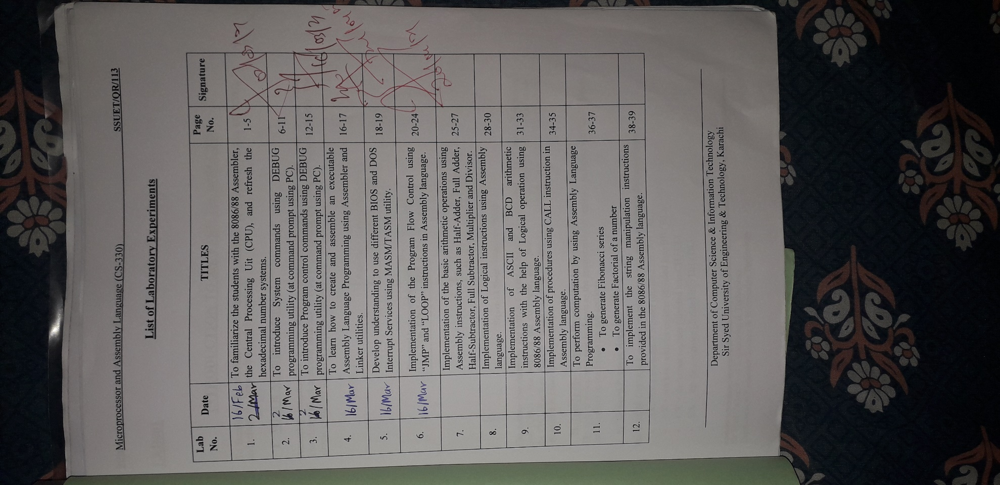 Microprocessor and Assembly Language (CS-330) SSUET/QR/113
List of Laboratory Experiments
Lab No. Date TITLES Page No. Signature
1. 16/Feb 2/Mar To familiarize the students with the 8086/88 Assembler, 1-5
the Central Processing Uit (CPU), and refresh the
hexadecimal number systems.
2. 2 16/Mar To introduce System commands using DEBUG 6-11
programming utility (at command prompt using PC).
3. 2 16/Mar To introduce Program control commands using DEBUG 12-15
programming utility (at command prompt using PC).
4. 16/Mar To learn how to create and assemble an executable 16-17
Assembly Language Programming using Assembler and
Linker utilities.
5. 16/Mar Develop understanding to use different BIOS and DOS 18-19
Interrupt Services using MASM/TASM utility.
6. 16/Mar Implementation of the Program Flow Control using 20-24
“JMP” and “LOOP” instructions in Assembly language.
7. Implementation of the basic arithmetic operations using 25-27
Assembly instructions, such as Half-Adder, Full Adder,
Half-Subtractor, Full Subtractor, Multiplier and Divisor.
8. Implementation of Logical instructions using Assembly 28-30
language.
9. Implementation of ASCII and BCD arithmetic 31-33
instructions with the help of Logical operation using
8086/88 Assembly language.
10. Implementation of procedures using CALL instruction in 34-35
Assembly language.
11. To perform computation by using Assembly Language 36-37
Programming.
• To generate Fibonacci series
• To generate Factorial of a number
12. To implement the string manipulation instructions 38-39
provided in the 8086/88 Assembly language.
Department of Computer Science & Information Technology
Sir Syed University of Engineering & Technology, Karachi